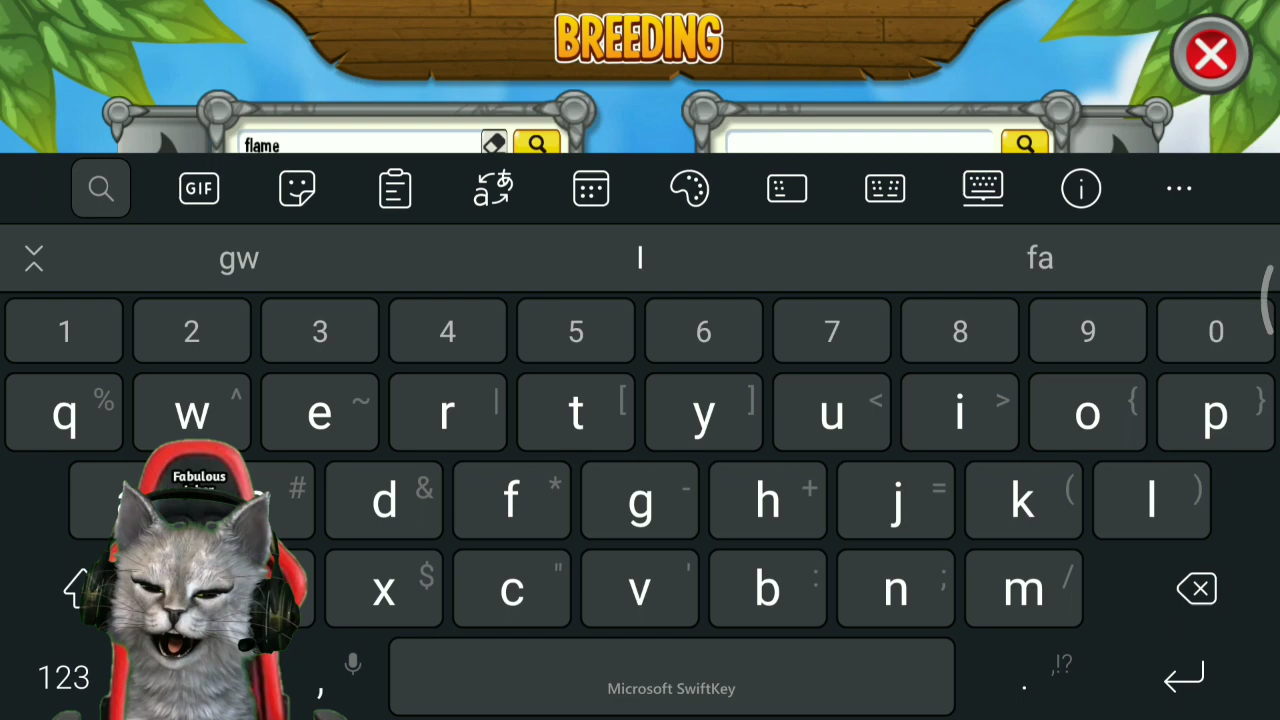 BREEDING
flame
GIF
gw I fa
1 2 3 4 5 6 7 8 9 0
q % w ^ e ~ r | t [ y ] u < i > o { p }
Fabulous
# d & f * g - h + j = k ( l )
x $ c " v ' b : n ; m /
123 , Microsoft SwiftKey . ,!?